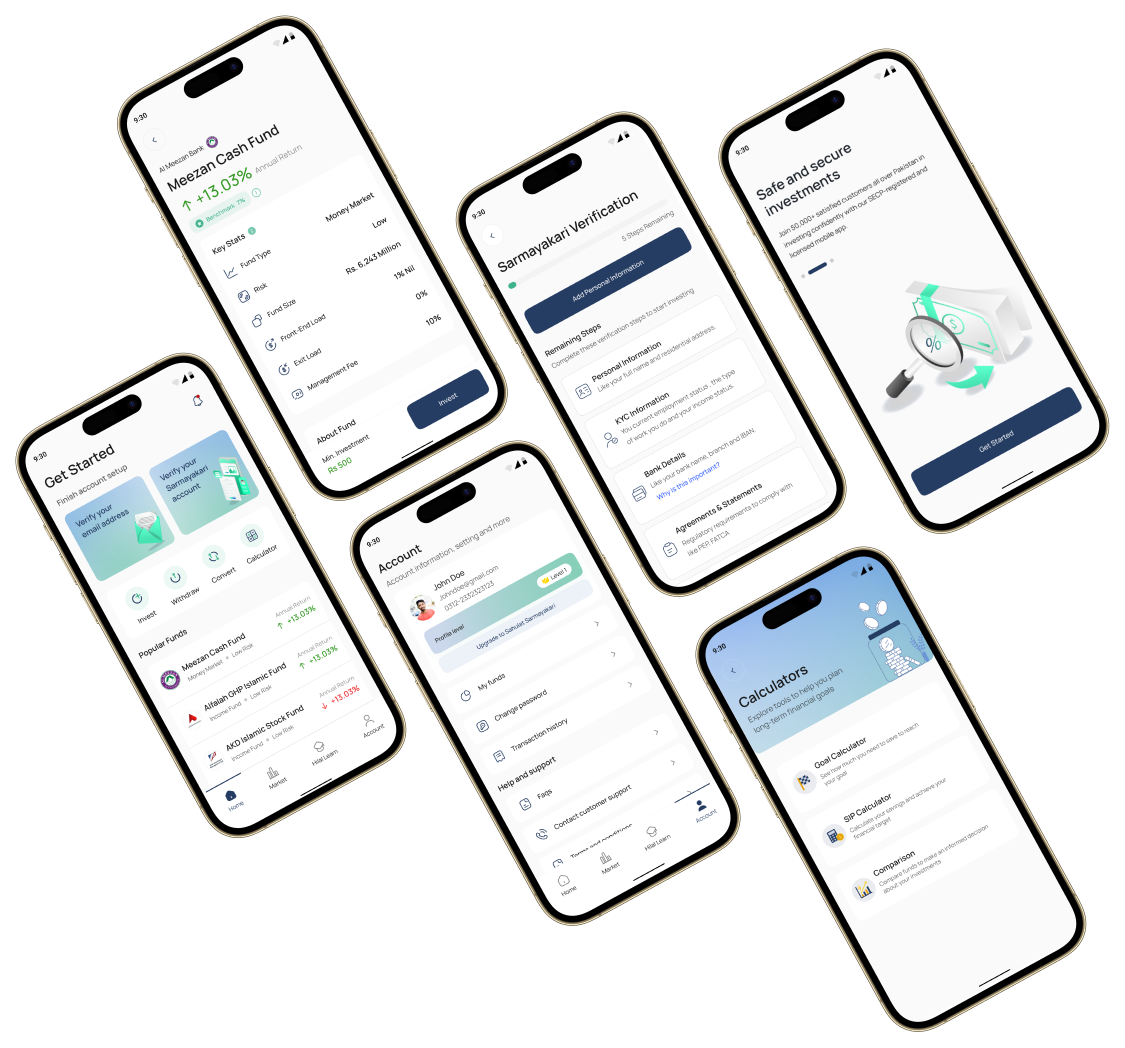 9:30
Al Meezan Bank
Meezan Cash Fund
+13.03% Annual Return
Benchmark 7%
Key Stats
Fund Type
Money Market
Risk
Low
Fund Size
Rs. 6,243 Million
Front-End Load
1% Nil
Exit Load
0%
Management Fee
10%
About Fund
Min. Investment
Rs 500
Invest
9:30
Sarmayakari Verification
5 Steps Remaining
Add Personal Information
Remaining Steps
Complete these verification steps to start investing
Personal Information
Like your full name and residential address.
KYC Information
You current employment status , the type
of work you do and your income status.
Bank Details
Like your bank name, branch and IBAN.
Why is this important?
Agreements & Statements
Regulatory requirements to comply with
like PEP, FATCA
9:30
Safe and secure
investments
Join 50,000+ satisfied customers all over Pakistan in
investing confidently with our SECP-registered and
licensed mobile app.
$
%
Get Started
9:30
Get Started
Finish account setup
Verify your
email address
Verify your
Sarmayakari
account
Invest
Withdraw
Convert
Calculator
Popular Funds
Meezan Cash Fund
Money Market
Low Risk
Annual Return
+13.03%
Alfalah GHP Islamic Fund
Income Fund
Low Risk
Annual Return
+13.03%
AKD Islamic Stock Fund
Income Fund
Low Risk
Annual Return
+13.03%
Home
Market
Hilal Learn
Account
9:30
Account
Account information, setting and more
John Doe
Johndoe@gmail.com
0312-2332323123
Profile level
Level 1
Upgrade to Sahulat Sarmayakari
My funds
Change password
Transaction history
Help and support
Faqs
Contact customer support
Terms and conditions
Home
Market
Hilal Learn
Account
9:30
Calculators
Explore tools to help you plan
long-term financial goals
Goal Calculator
See how much you need to save to reach
your goal
SIP Calculator
Calculate your savings and achieve your
financial target
Comparison
Compare funds to make an informed decision
about your investments